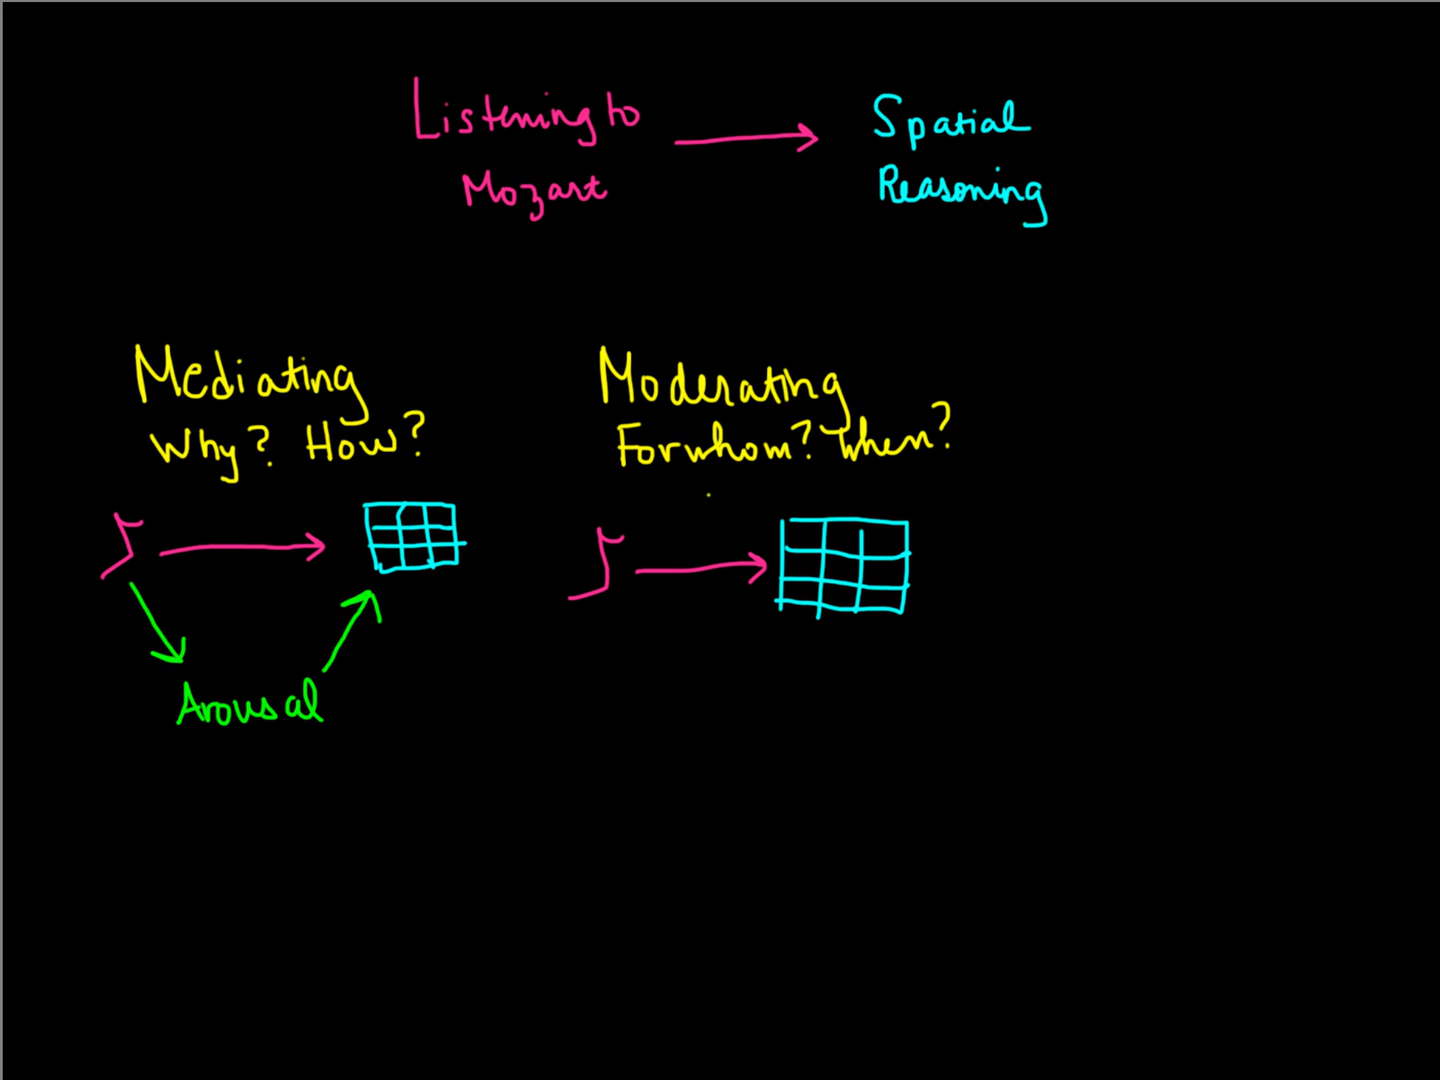 Listening to
Mozart
Spatial
Reasoning
Mediating
Why? How?
Moderating
For whom? When?
Arousal